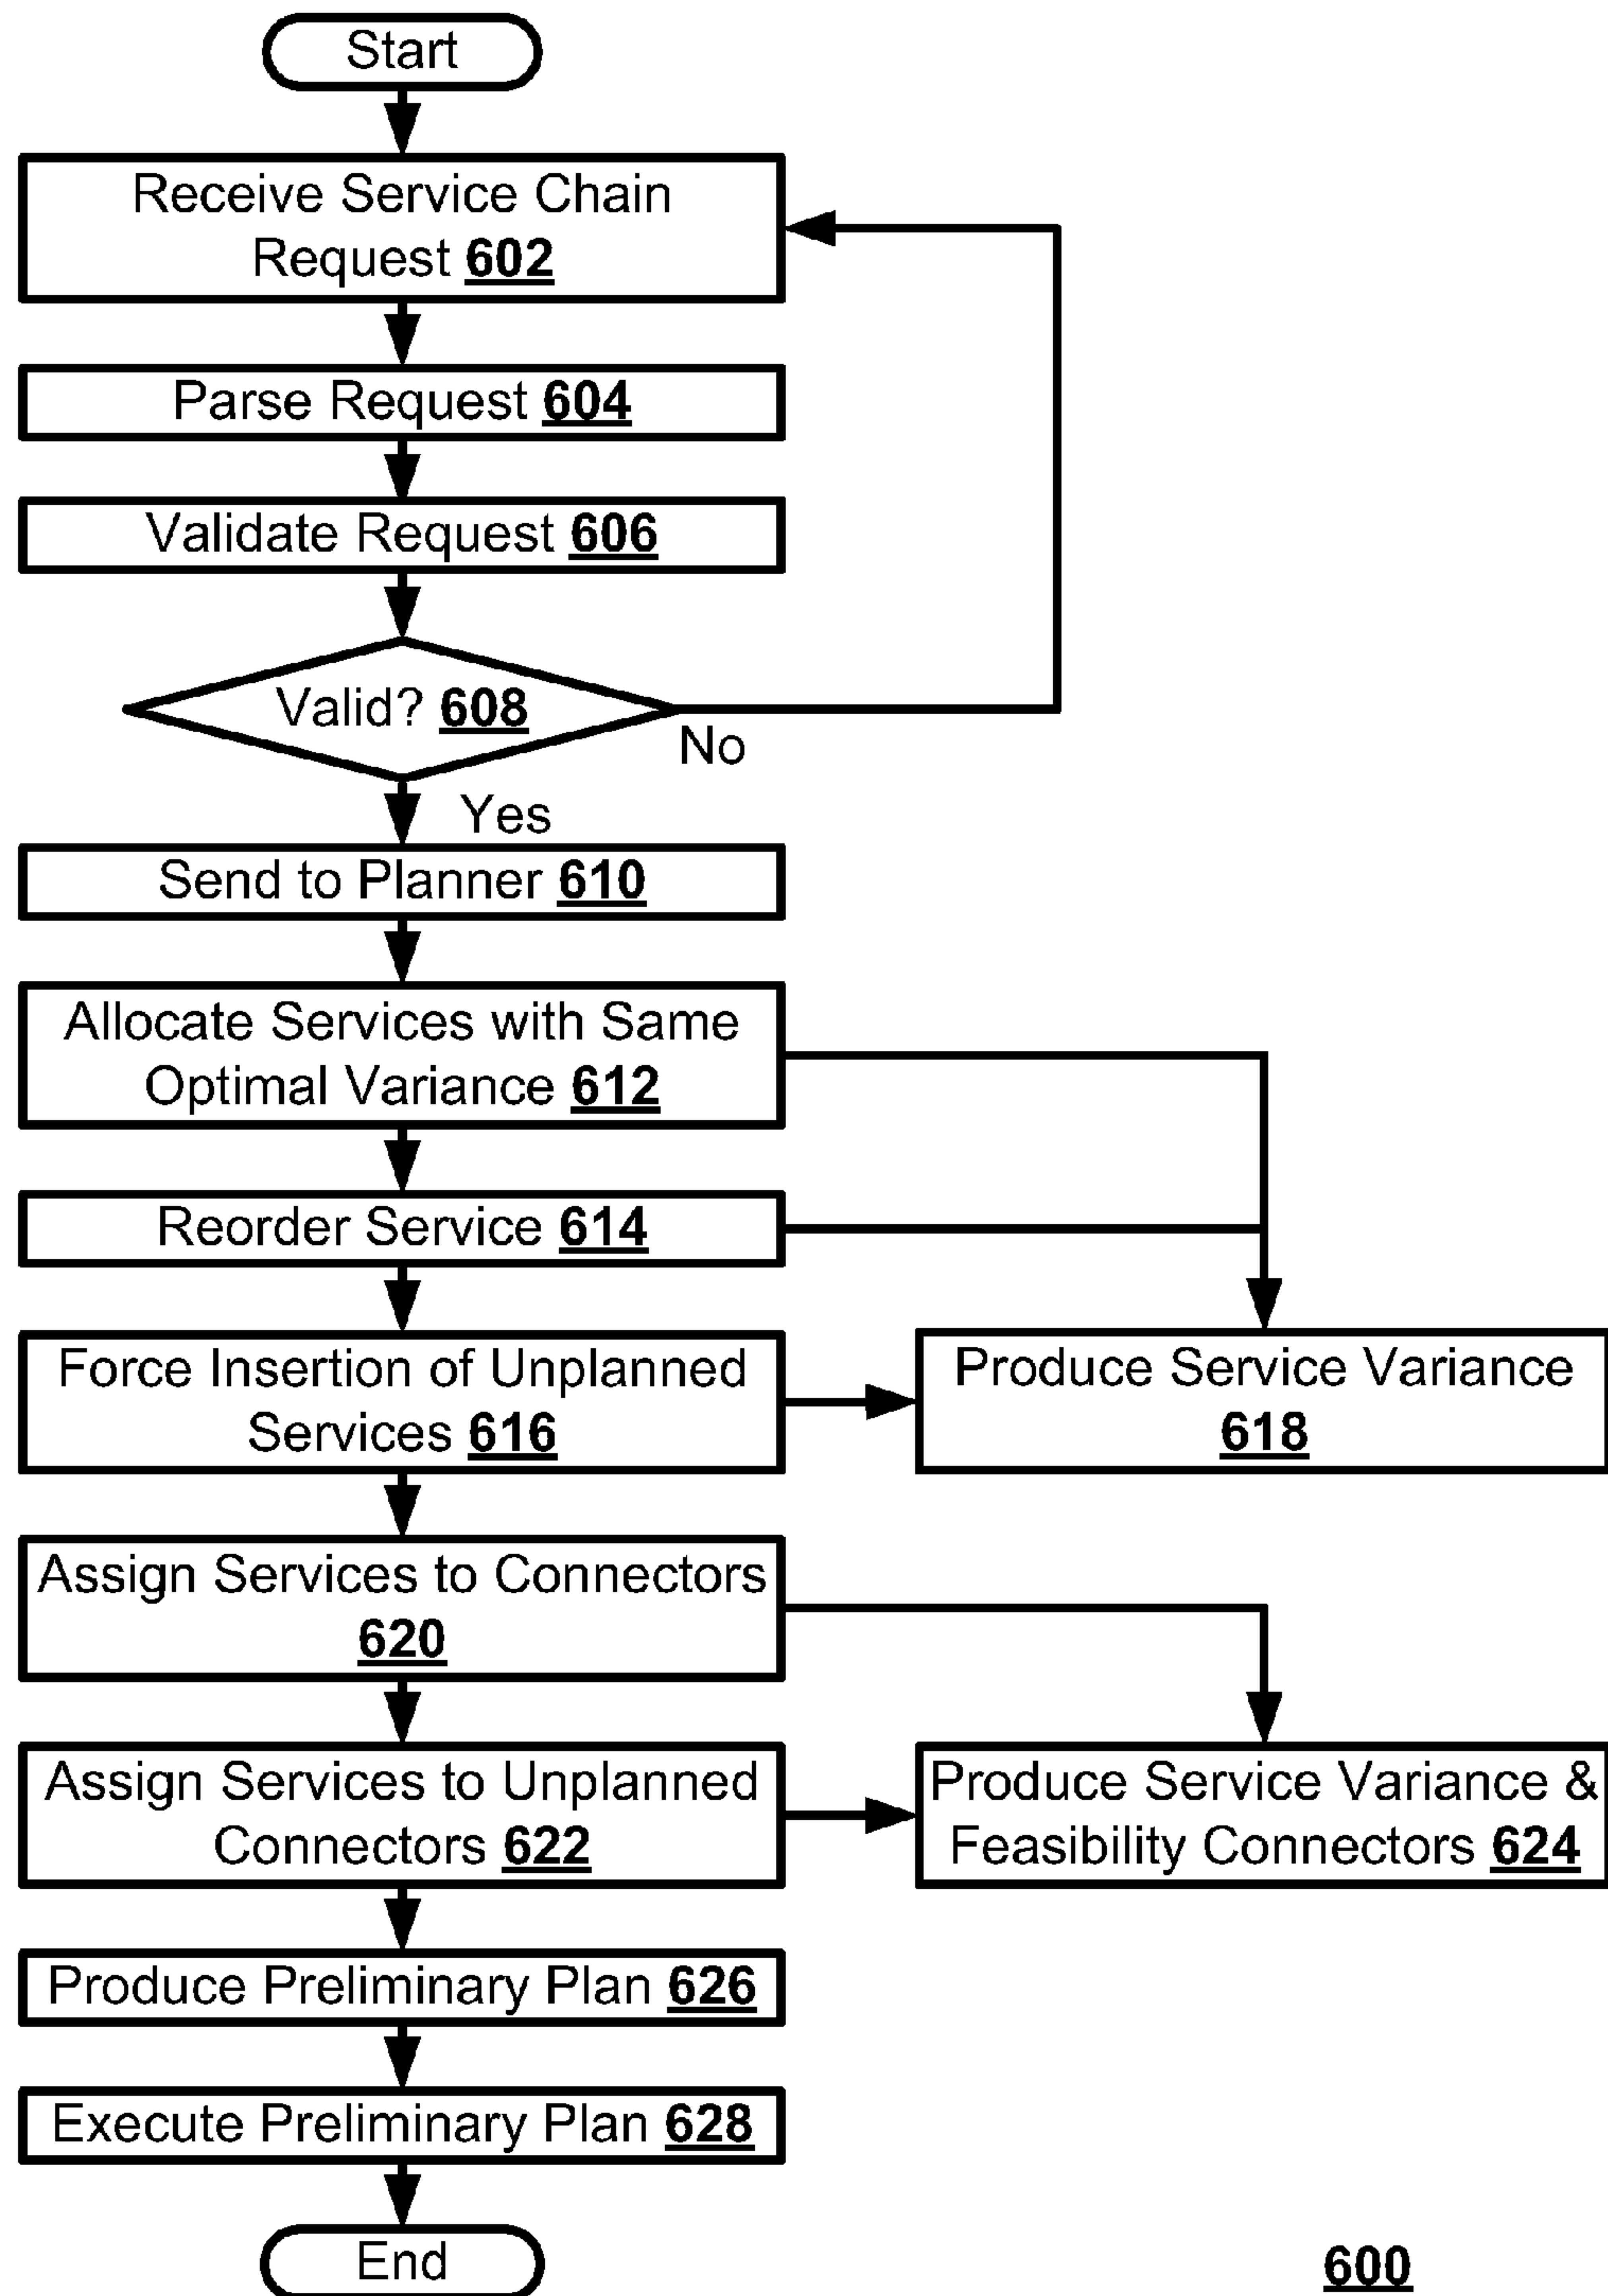 Start
Receive Service Chain
Request 602
Parse Request 604
Validate Request 606
Valid? 608
No
Yes
Send to Planner 610
Allocate Services with Same
Optimal Variance 612
Reorder Service 614
Force Insertion of Unplanned
Services 616
Produce Service Variance
618
Assign Services to Connectors
620
Assign Services to Unplanned
Connectors 622
Produce Service Variance &
Feasibility Connectors 624
Produce Preliminary Plan 626
Execute Preliminary Plan 628
End
600